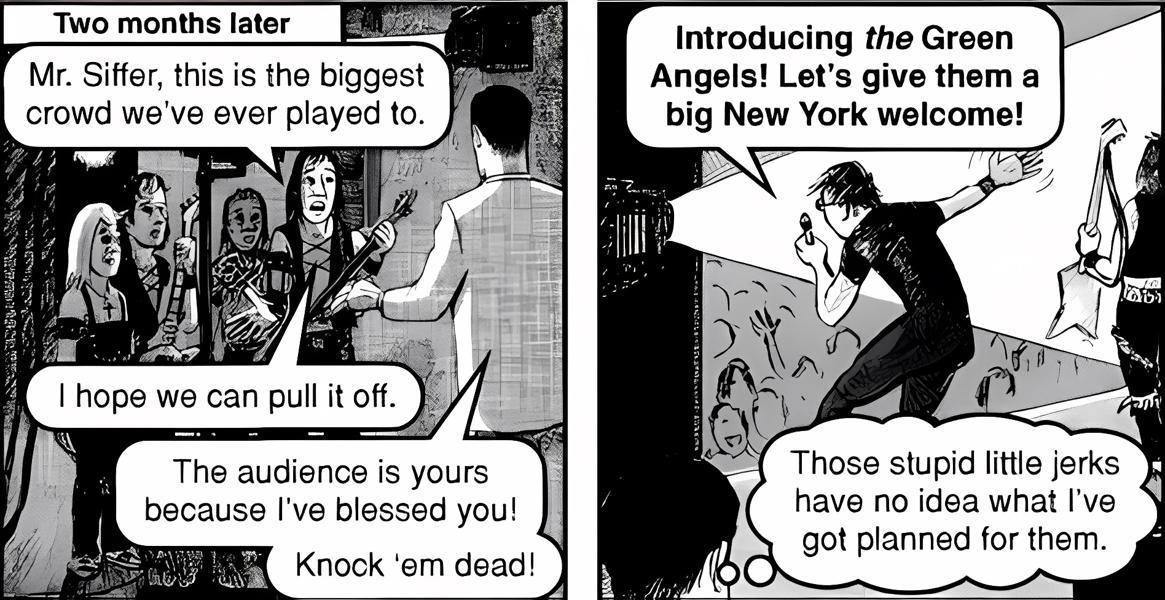 Two months later
Mr. Siffer, this is the biggest
crowd we've ever played to.
I hope we can pull it off.
The audience is yours
because I've blessed you!
Knock 'em dead!
Introducing the Green
Angels! Let's give them a
big New York welcome!
Those stupid little jerks
have no idea what I've
got planned for them.